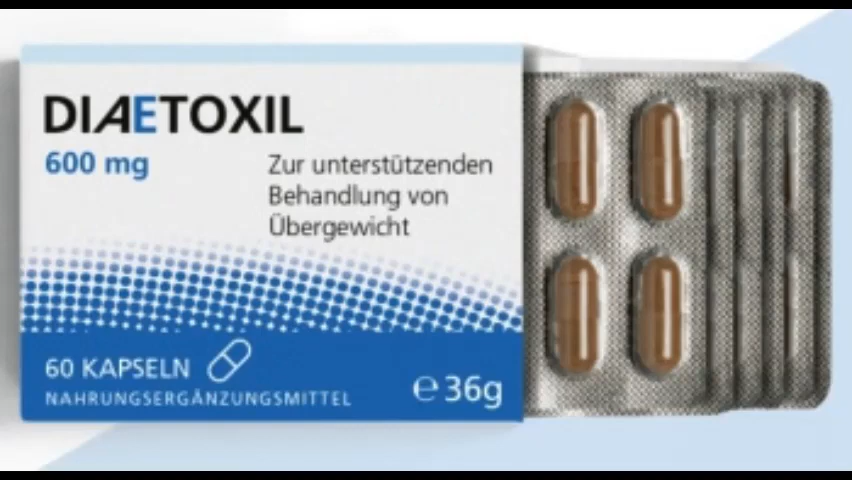 DIAETOXIL
600 mg
Zur unterstützenden
Behandlung von
Übergewicht
60 KAPSELN
NAHRUNGSERGÄNZUNGSMITTEL
℮ 36g